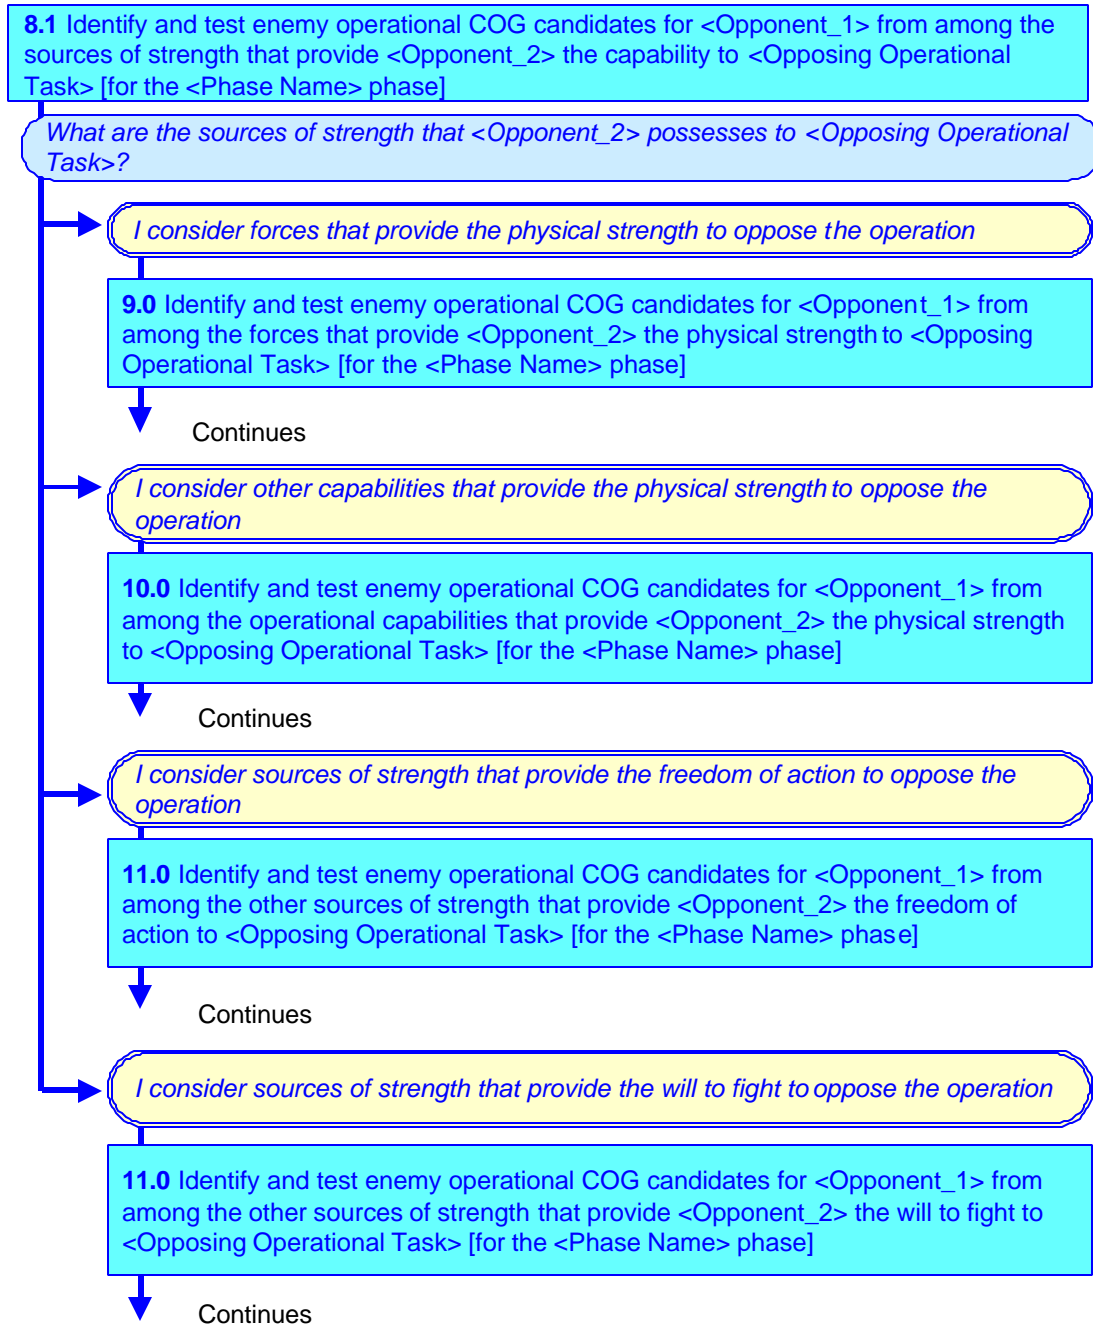 8.1 Identify and test enemy operational COG candidates for <Opponent_1> from among the
sources of strength that provide <Opponent_2> the capability to <Opposing Operational
Task> [for the <Phase Name> phase]
What are the sources of strength that <Opponent_2> possesses to <Opposing Operational
Task>?
I consider forces that provide the physical strength to oppose the operation
9.0 Identify and test enemy operational COG candidates for <Opponent_1> from
among the forces that provide <Opponent_2> the physical strength to <Opposing
Operational Task> [for the <Phase Name> phase]
Continues
I consider other capabilities that provide the physical strength to oppose the
operation
10.0 Identify and test enemy operational COG candidates for <Opponent_1> from
among the operational capabilities that provide <Opponent_2> the physical strength
to <Opposing Operational Task> [for the <Phase Name> phase]
Continues
I consider sources of strength that provide the freedom of action to oppose the
operation
11.0 Identify and test enemy operational COG candidates for <Opponent_1> from
among the other sources of strength that provide <Opponent_2> the freedom of
action to <Opposing Operational Task> [for the <Phase Name> phase]
Continues
I consider sources of strength that provide the will to fight to oppose the operation
11.0 Identify and test enemy operational COG candidates for <Opponent_1> from
among the other sources of strength that provide <Opponent_2> the will to fight to
<Opposing Operational Task> [for the <Phase Name> phase]
Continues